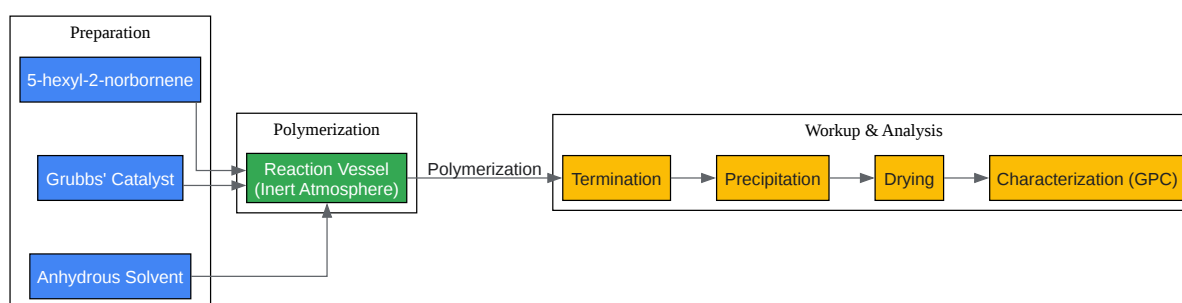 Preparation
5-hexyl-2-norbornene
Grubbs' Catalyst
Anhydrous Solvent
Polymerization
Reaction Vessel
(Inert Atmosphere)
Polymerization
Workup & Analysis
Termination
Precipitation
Drying
Characterization (GPC)